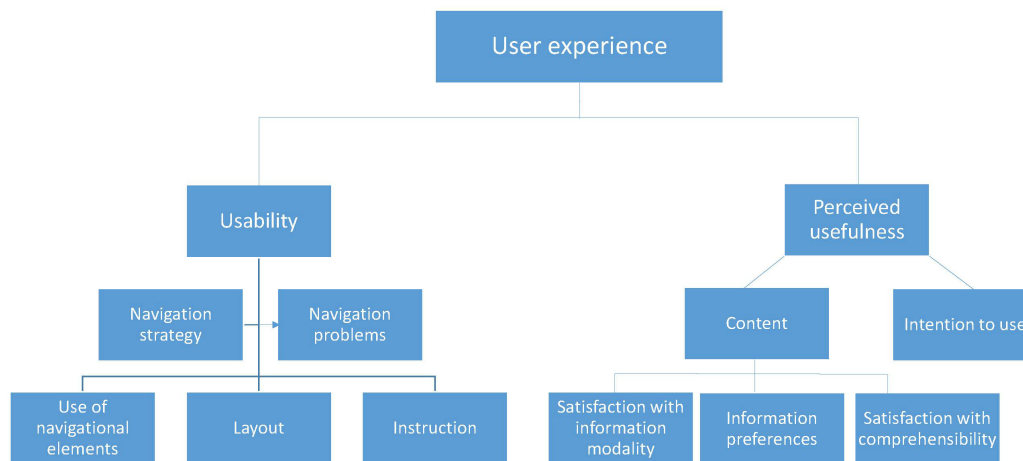 User experience
Usability
Perceived
usefulness
Navigation
strategy
Navigation
problems
Content
Intention to use
Use of
navigational
elements
Layout
Instruction
Satisfaction with
information
modality
Information
preferences
Satisfaction with
comprehensibility